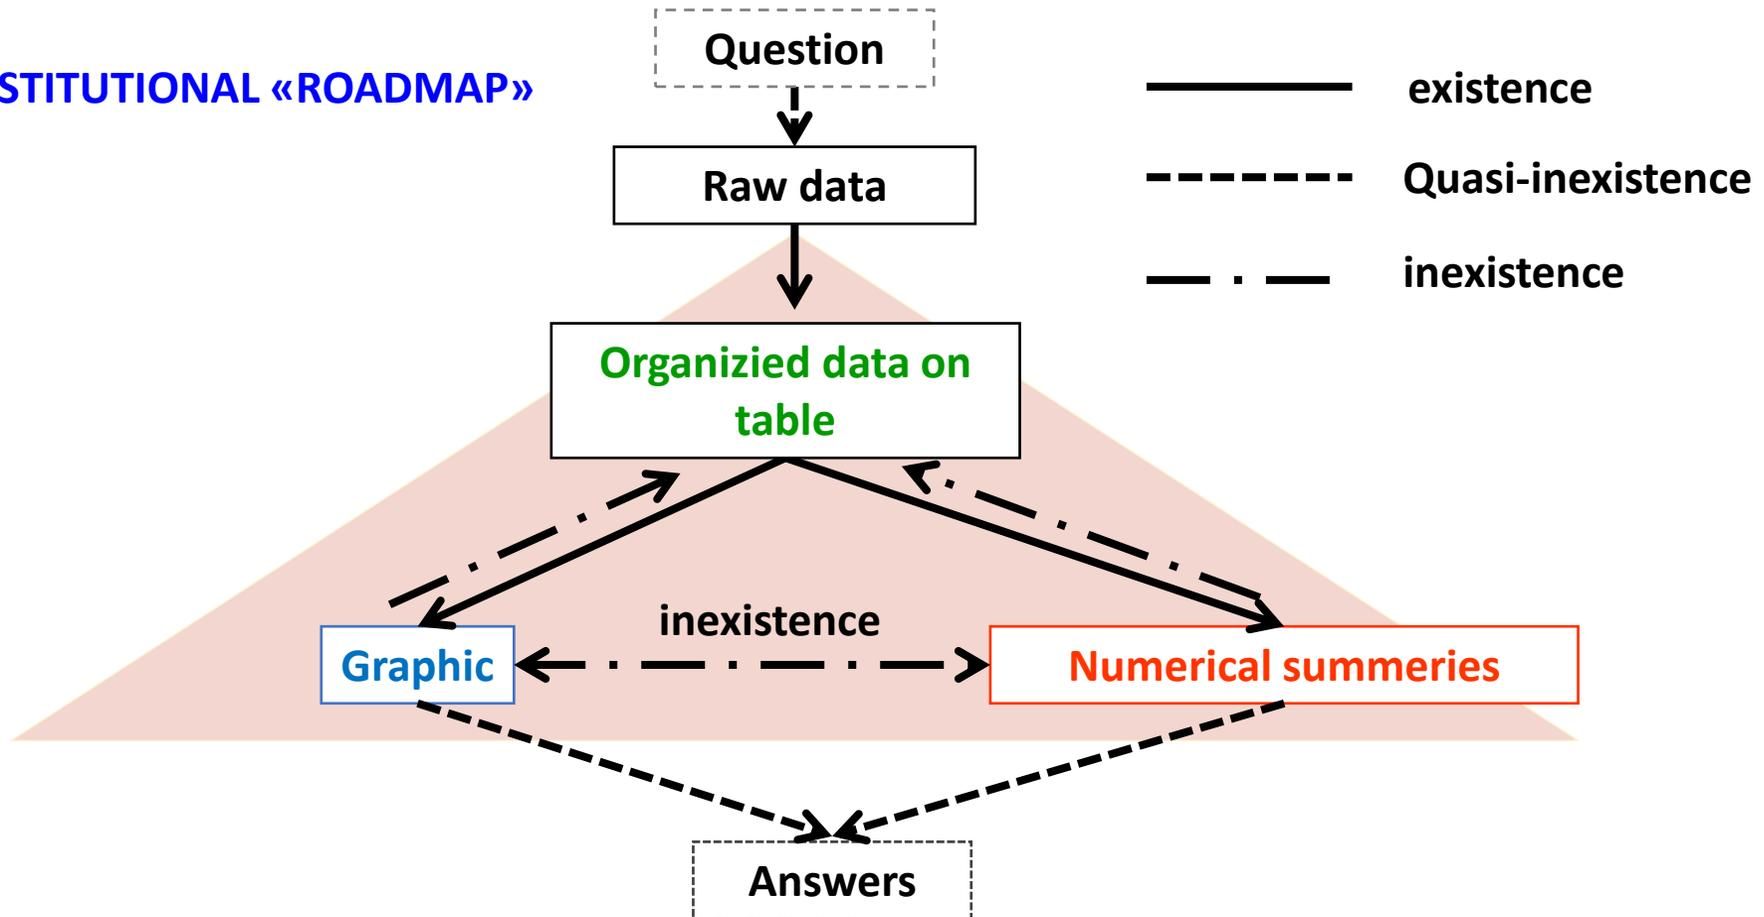 Question
STITUTIONAL «ROADMAP»
existence
Raw data
Quasi-inexistence
inexistence
Organizied data on
table
inexistence
Graphic
Numerical summeries
Answers